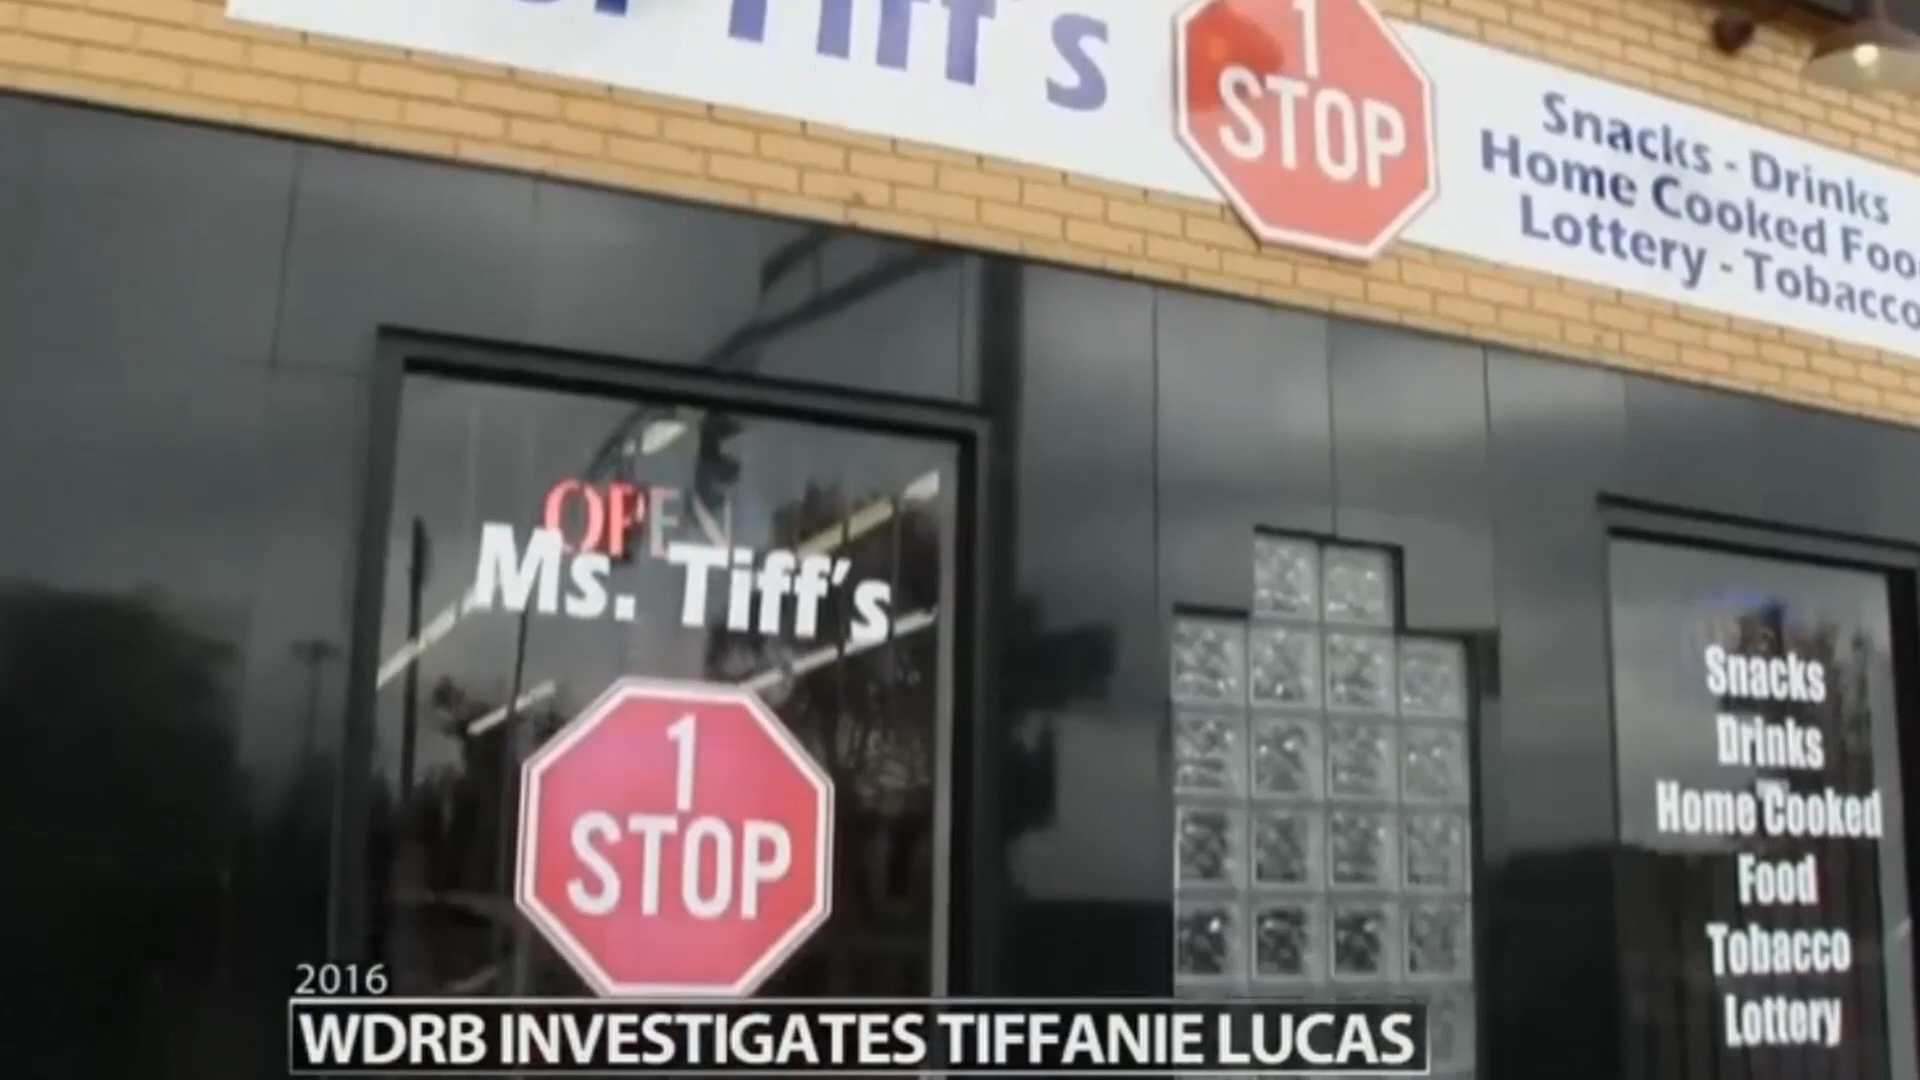 Tiff's
1
STOP
Snacks - Drinks
Home Cooked
Lottery - Tobacco
OPEN
Ms. Tiff's
1
STOP
Snacks
Drinks
Home Cooked
Food
Tobacco
Lottery
2016
WDRB INVESTIGATES TIFFANIE LUCAS